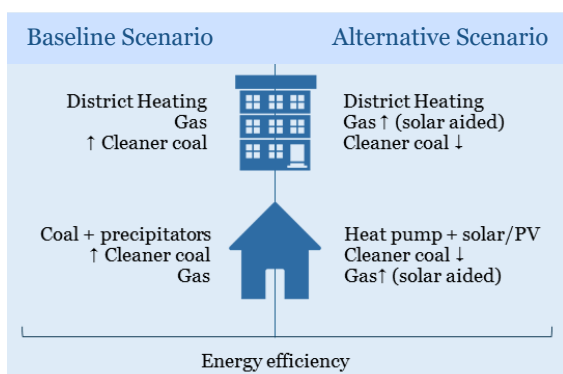 Baseline Scenario
Alternative Scenario
District Heating
Gas
↑ Cleaner coal
District Heating
Gas ↑ (solar aided)
Cleaner coal ↓
Coal + precipitators
↑ Cleaner coal
Gas
Heat pump + solar/PV
Cleaner coal ↓
Gas↑ (solar aided)
Energy efficiency